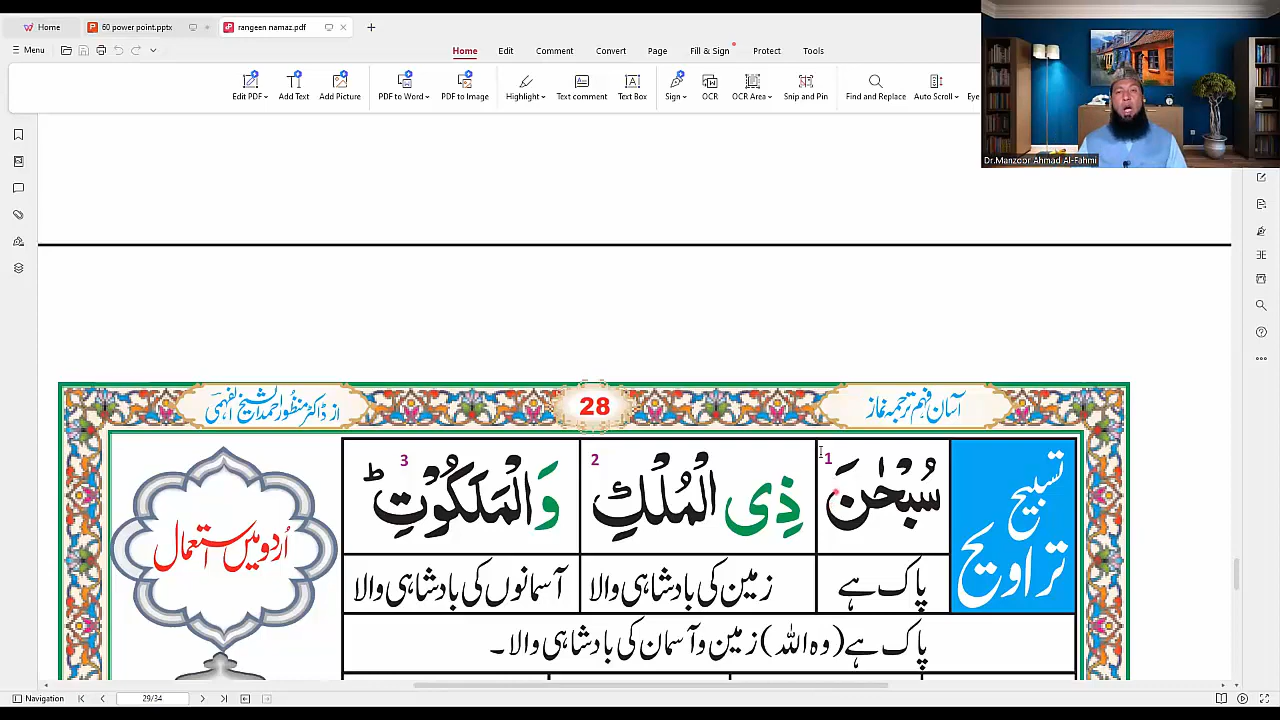 Home
60 power point.pptx
rangeen namaz.pdf
Menu
Home Edit Comment Convert Page Fill & Sign Protect Tools
Edit PDF Add Text Add Picture PDF to Word PDF to Image Highlight Text comment Text Box Sign OCR OCR Area Snip and Pin Find and Replace Auto Scroll Eye
Dr.Manzoor Ahmad Al-Fahmi
آسان فہم ترجمہ نماز
28
از ڈاکٹر منظور احمد الشیخ الفہمی
تسبیح
تراویح
1
سُبْحٰنَ
2
ذِی الْمُلْكِ
3
وَ الْمَلَكُوْتِ ؕ
پاک ہے
زمین کی بادشاہی والا
آسمانوں کی بادشاہی والا
پاک ہے (وہ اللہ) زمین و آسمان کی بادشاہی والا۔
اُردو میں استعمال
Navigation
29/34